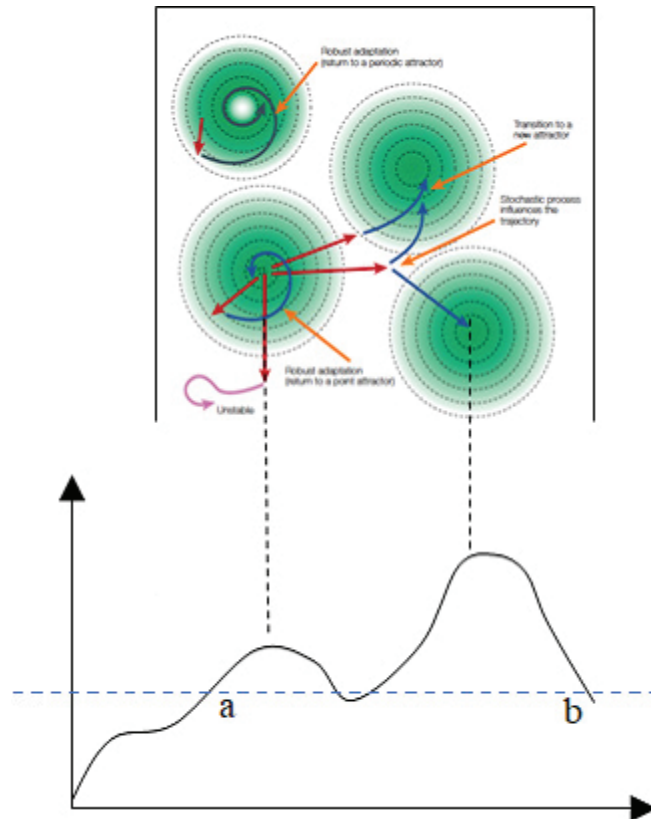 Robust adaptation
(return to a periodic attractor)
Transition to a
new attractor
Stochastic process
influences the
trajectory
Robust adaptation
(return to a point attractor)
Unstable
a
b